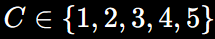 C ∈ {1, 2, 3, 4, 5}